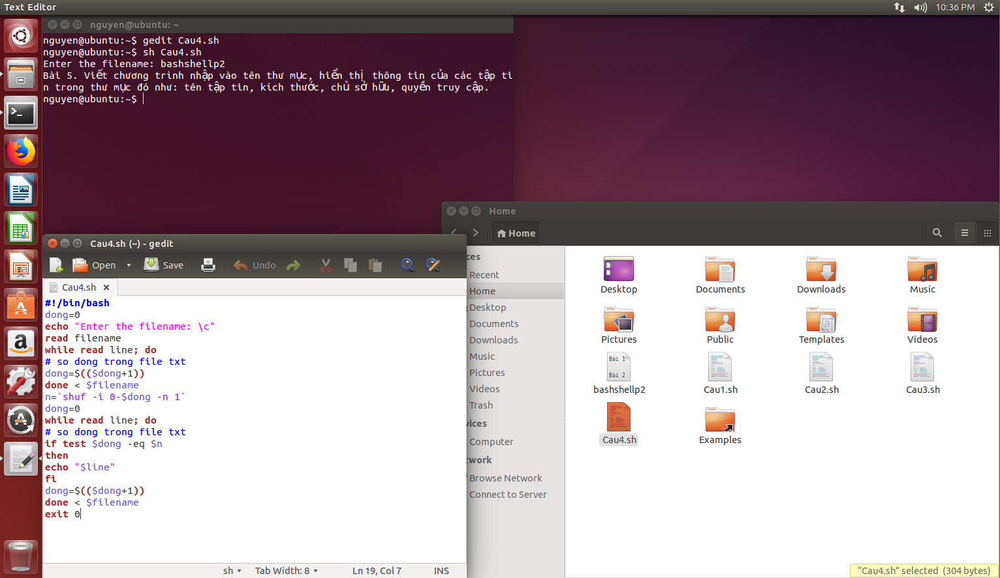 Text Editor
10:36 PM
nguyen@ubuntu: ~
nguyen@ubuntu:~$ gedit Cau4.sh
nguyen@ubuntu:~$ sh Cau4.sh
Enter the filename: bashshellp2
Bài 5. Viết chương trình nhập vào tên thư mục, hiển thị thông tin của các tập ti
n trong thư mục đó như: tên tập tin, kích thước, chủ sở hữu, quyền truy cập.
nguyen@ubuntu:~$
Home
Home
Cau4.sh (~) - gedit
Open
Save
Undo
Cau4.sh
#!/bin/bash
dong=0
echo "Enter the filename: \c"
read filename
while read line; do
# so dong trong file txt
dong=$(($dong+1))
done < $filename
n=`shuf -i 0-$dong -n 1`
dong=0
while read line; do
# so dong trong file txt
if test $dong -eq $n
then
echo "$line"
fi
dong=$(($dong+1))
done < $filename
exit 0
sh
Tab Width: 8
Ln 19, Col 7
INS
ces
Recent
Home
Desktop
Documents
Downloads
Music
Pictures
Videos
Trash
vices
Computer
twork
Browse Network
Connect to Server
Desktop
Documents
Downloads
Music
Pictures
Public
Templates
Videos
Bài 1
Bài 2
bashshellp2
Cau1.sh
Cau2.sh
Cau3.sh
Cau4.sh
Examples
“Cau4.sh” selected (304 bytes)